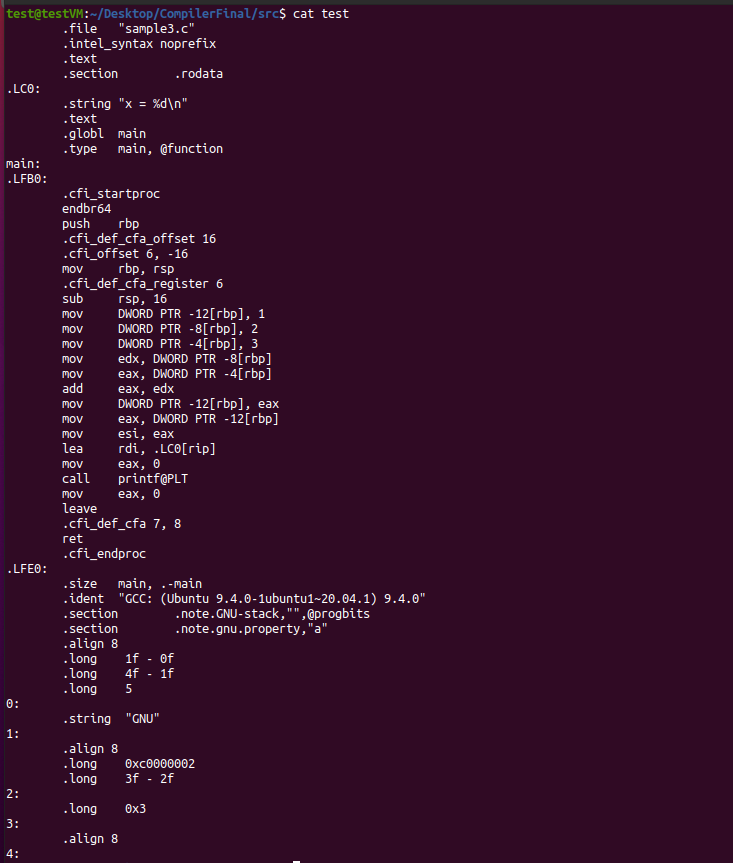 test@testVM:~/Desktop/CompilerFinal/src$ cat test
        .file   "sample3.c"
        .intel_syntax noprefix
        .text
        .section        .rodata
.LC0:
        .string "x = %d\n"
        .text
        .globl  main
        .type   main, @function
main:
.LFB0:
        .cfi_startproc
        endbr64
        push    rbp
        .cfi_def_cfa_offset 16
        .cfi_offset 6, -16
        mov     rbp, rsp
        .cfi_def_cfa_register 6
        sub     rsp, 16
        mov     DWORD PTR -12[rbp], 1
        mov     DWORD PTR -8[rbp], 2
        mov     DWORD PTR -4[rbp], 3
        mov     edx, DWORD PTR -8[rbp]
        mov     eax, DWORD PTR -4[rbp]
        add     eax, edx
        mov     DWORD PTR -12[rbp], eax
        mov     eax, DWORD PTR -12[rbp]
        mov     esi, eax
        lea     rdi, .LC0[rip]
        mov     eax, 0
        call    printf@PLT
        mov     eax, 0
        leave
        .cfi_def_cfa 7, 8
        ret
        .cfi_endproc
.LFE0:
        .size   main, .-main
        .ident  "GCC: (Ubuntu 9.4.0-1ubuntu1~20.04.1) 9.4.0"
        .section        .note.GNU-stack,"",@progbits
        .section        .note.gnu.property,"a"
        .align 8
        .long    1f - 0f
        .long    4f - 1f
        .long    5
0:
        .string  "GNU"
1:
        .align 8
        .long    0xc0000002
        .long    3f - 2f
2:
        .long    0x3
3:
        .align 8
4: